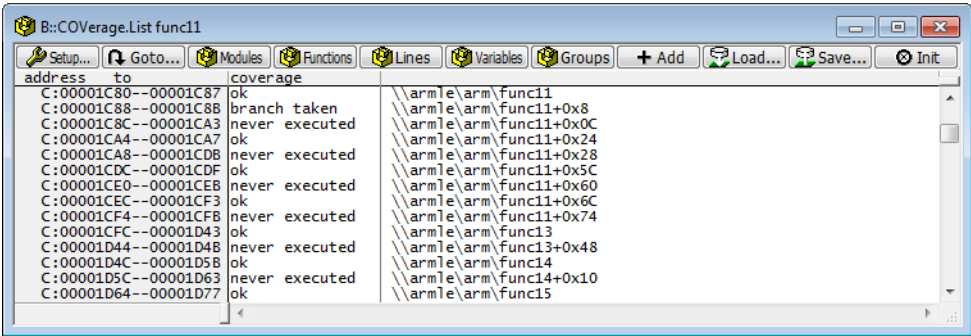 B::COVerage.List func11
Setup... Goto... Modules Functions Lines Variables Groups Add Load... Save... Init
address to coverage
C:00001C80--00001C87 ok \\armle\arm\func11
C:00001C88--00001C8B branch taken \\armle\arm\func11+0x8
C:00001C8C--00001CA3 never executed \\armle\arm\func11+0x0C
C:00001CA4--00001CA7 ok \\armle\arm\func11+0x24
C:00001CA8--00001CDB never executed \\armle\arm\func11+0x28
C:00001CDC--00001CDF ok \\armle\arm\func11+0x5C
C:00001CE0--00001CEB never executed \\armle\arm\func11+0x60
C:00001CEC--00001CF3 ok \\armle\arm\func11+0x6C
C:00001CF4--00001CFB never executed \\armle\arm\func11+0x74
C:00001CFC--00001D43 ok \\armle\arm\func13
C:00001D44--00001D4B never executed \\armle\arm\func13+0x48
C:00001D4C--00001D5B ok \\armle\arm\func14
C:00001D5C--00001D63 never executed \\armle\arm\func14+0x10
C:00001D64--00001D77 ok \\armle\arm\func15